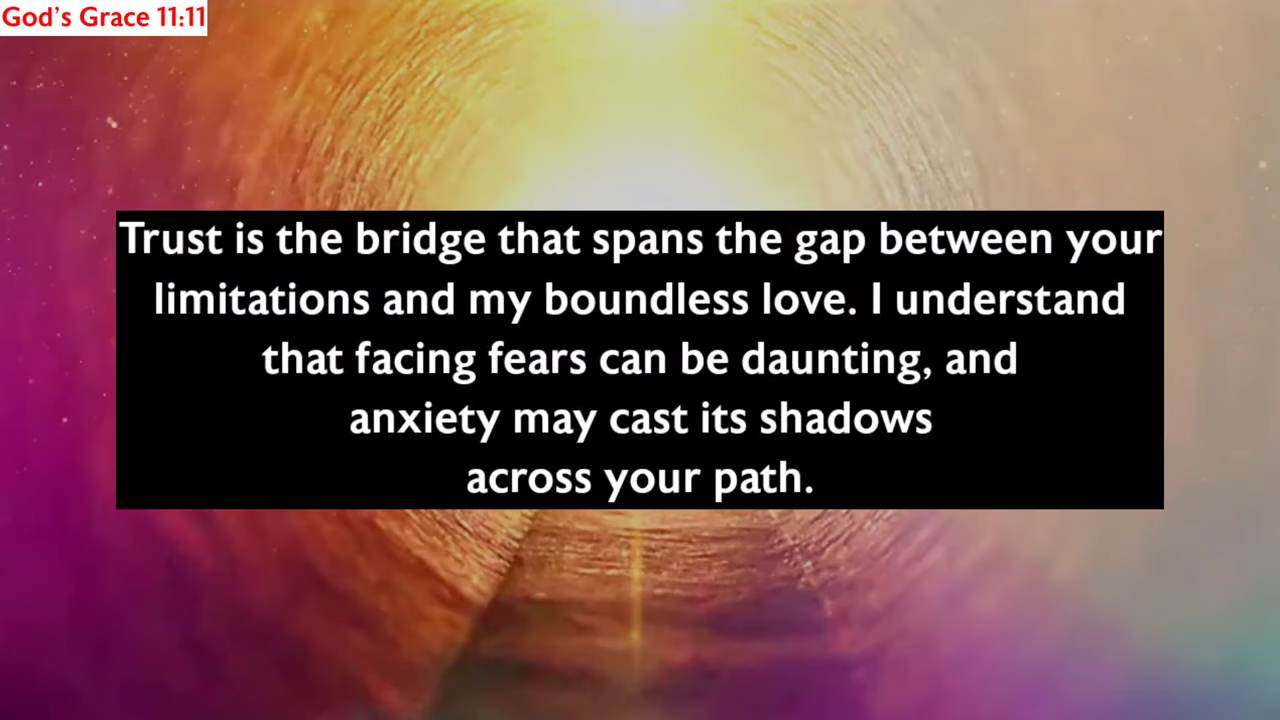 God's Grace 11:11
Trust is the bridge that spans the gap between your
limitations and my boundless love. I understand
that facing fears can be daunting, and
anxiety may cast its shadows
across your path.